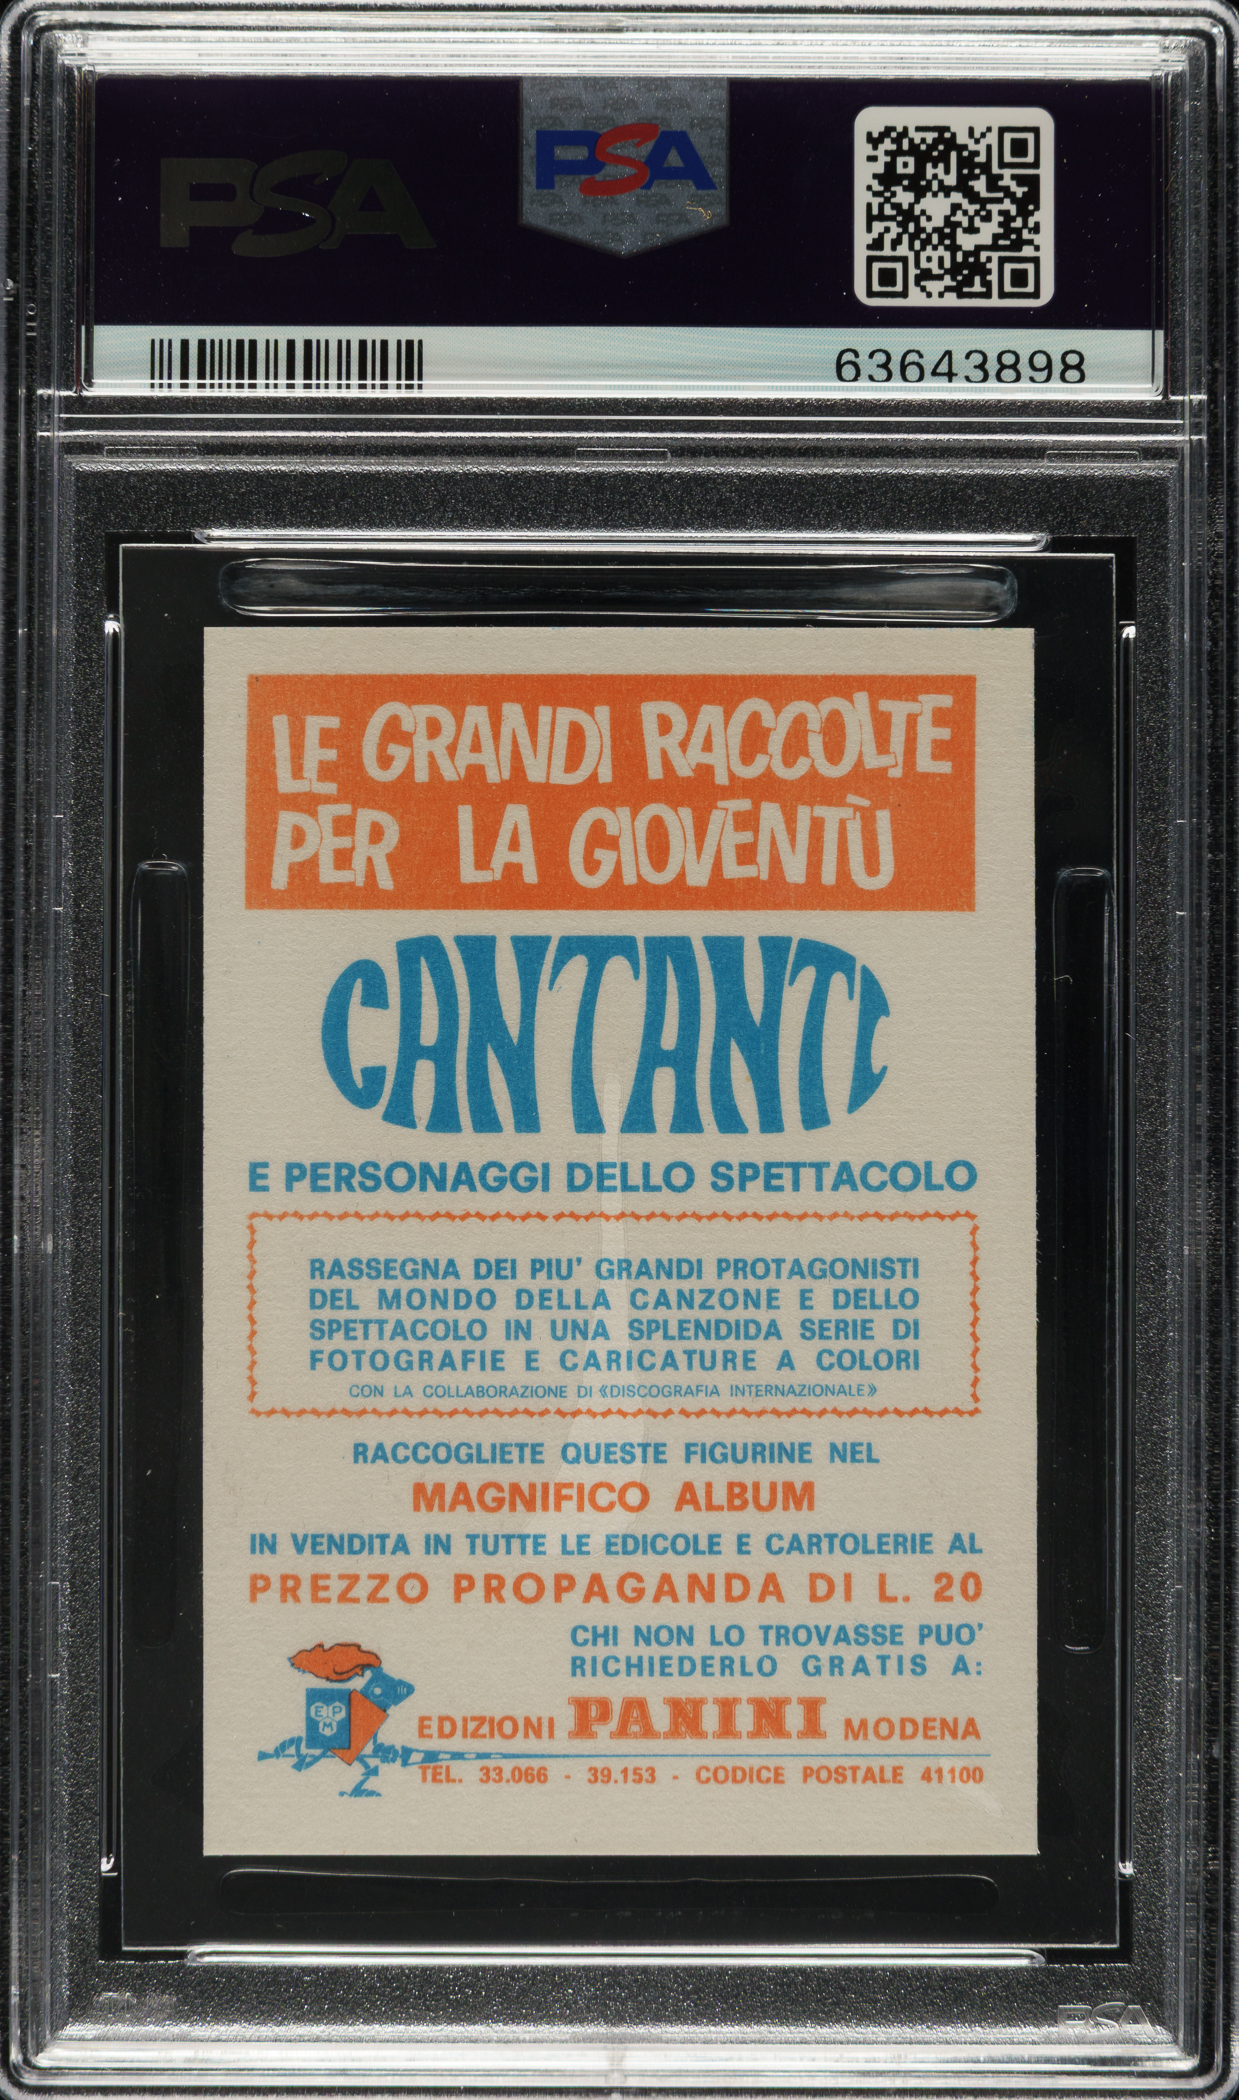 PSA
PSA
63643898
LE GRANDI RACCOLTE
PER LA GIOVENTÙ
CANTANTI
E PERSONAGGI DELLO SPETTACOLO
RASSEGNA DEI PIU' GRANDI PROTAGONISTI
DEL MONDO DELLA CANZONE E DELLO
SPETTACOLO IN UNA SPLENDIDA SERIE DI
FOTOGRAFIE E CARICATURE A COLORI
CON LA COLLABORAZIONE DI «DISCOGRAFIA INTERNAZIONALE»
RACCOGLIETE QUESTE FIGURINE NEL
MAGNIFICO ALBUM
IN VENDITA IN TUTTE LE EDICOLE E CARTOLERIE AL
PREZZO PROPAGANDA DI L. 20
CHI NON LO TROVASSE PUO'
RICHIEDERLO GRATIS A:
EPM
EDIZIONI PANINI MODENA
TEL. 33.066 - 39.153 - CODICE POSTALE 41100
PSA